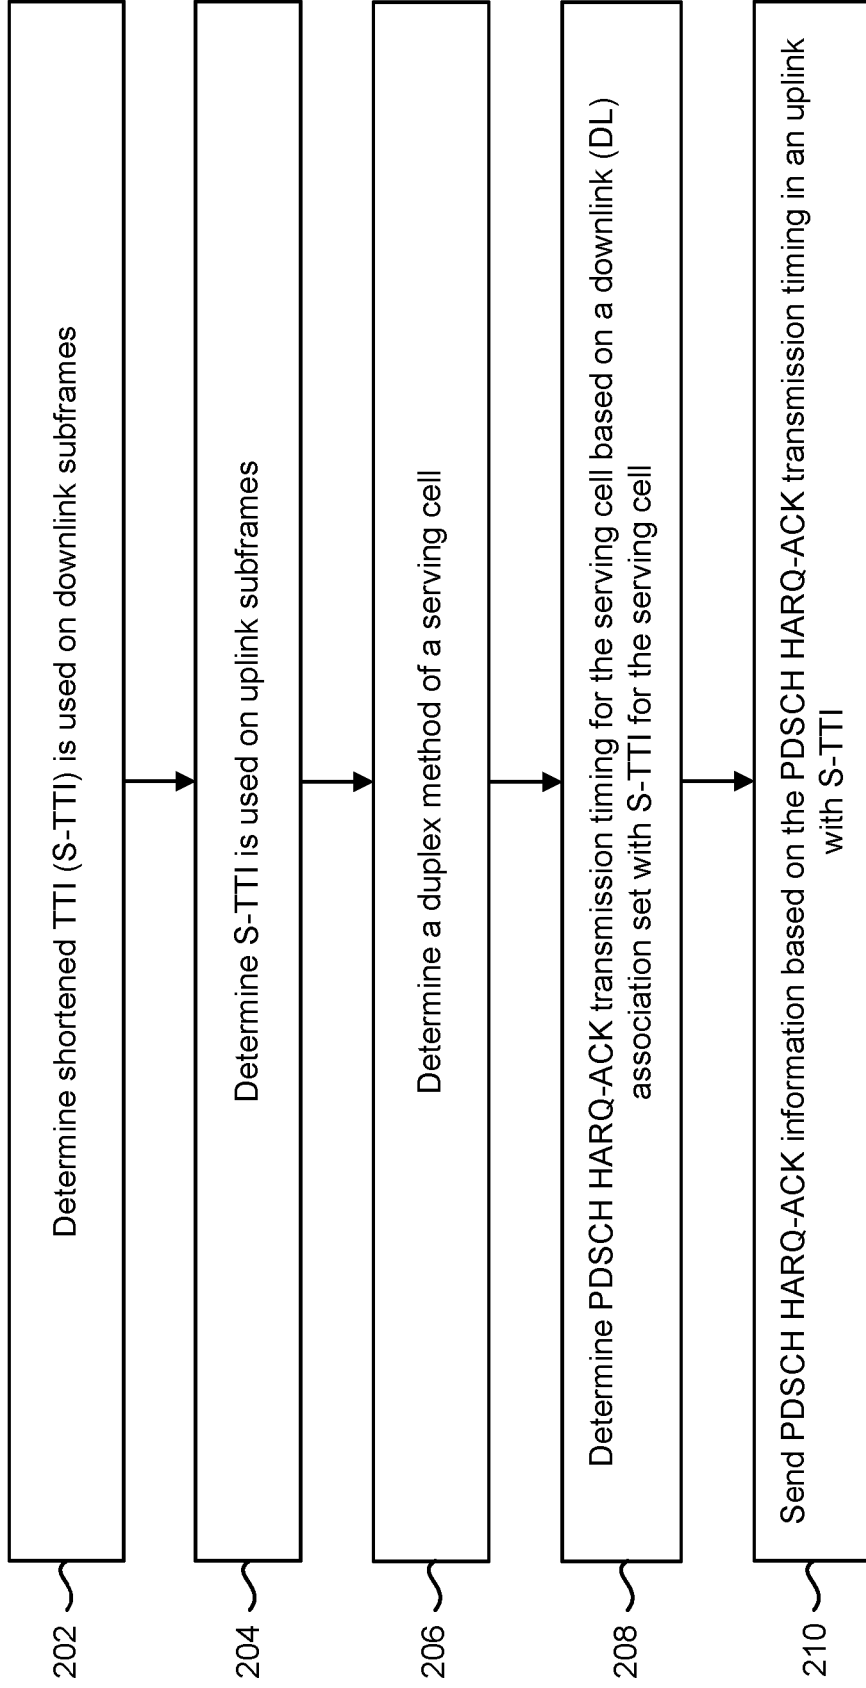 202
Determine shortened TTI (S-TTI) is used on downlink subframes
204
Determine S-TTI is used on uplink subframes
206
Determine a duplex method of a serving cell
208
Determine PDSCH HARQ-ACK transmission timing for the serving cell based on a downlink (DL)
association set with S-TTI for the serving cell
210
Send PDSCH HARQ-ACK information based on the PDSCH HARQ-ACK transmission timing in an uplink
with S-TTI